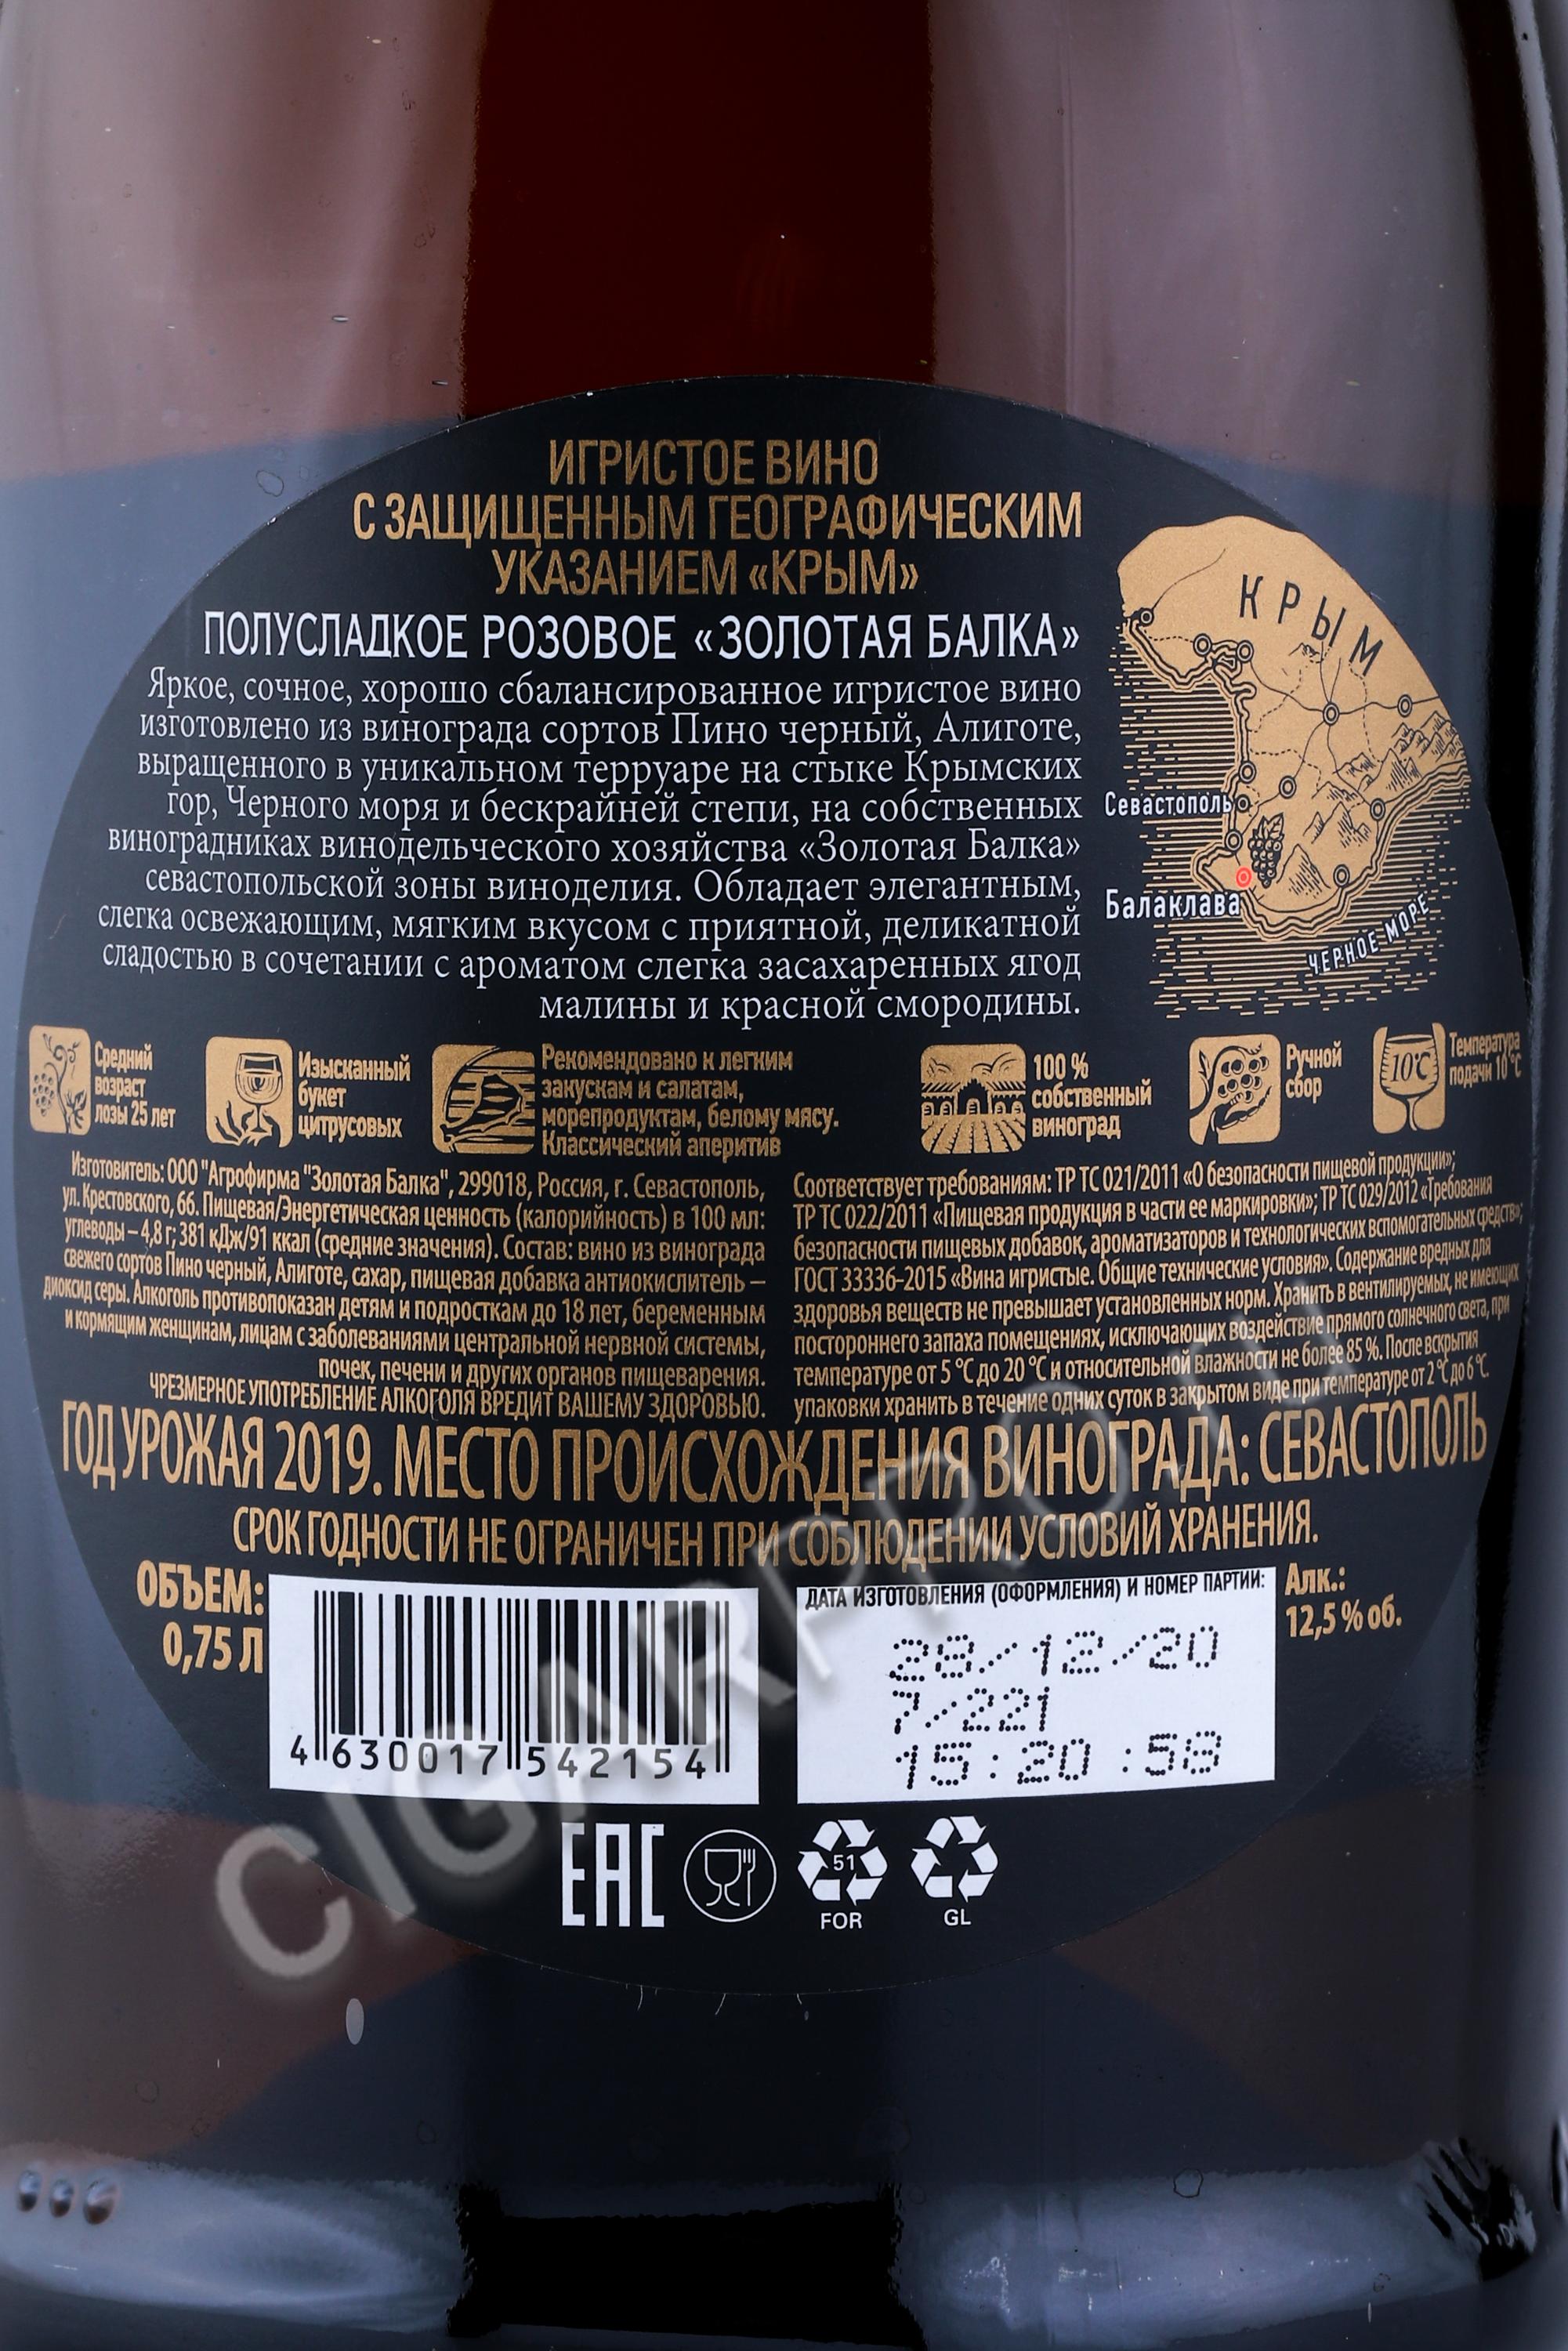 ИГРИСТОЕ ВИНО
С ЗАЩИЩЕННЫМ ГЕОГРАФИЧЕСКИМ
УКАЗАНИЕМ «КРЫМ»
ПОЛУСЛАДКОЕ РОЗОВОЕ «ЗОЛОТАЯ БАЛКА»
Яркое, сочное, хорошо сбалансированное игристое вино
изготовлено из винограда сортов Пино черный, Алиготе,
выращенного в уникальном терруаре на стыке Крымских
гор, Черного моря и бескрайней степи, на собственных
виноградниках винодельческого хозяйства «Золотая Балка»
севастопольской зоны виноделия. Обладает элегантным,
слегка освежающим, мягким вкусом с приятной, деликатной
сладостью в сочетании с ароматом слегка засахаренных ягод
малины и красной смородины.
КРЫМ
Севастополь
Балаклава
ЧЕРНОЕ МОРЕ
Средний
возраст
лозы 25 лет
Изысканный
букет
цитрусовых
Рекомендовано к легким
закускам и салатам,
морепродуктам, белому мясу.
Классический аперитив
100 %
собственный
виноград
Ручной
сбор
10°C
Температура
подачи 10 °C
Изготовитель: ООО "Агрофирма "Золотая Балка", 299018, Россия, г. Севастополь,
ул. Крестовского, 66. Пищевая/Энергетическая ценность (калорийность) в 100 мл:
углеводы – 4,8 г; 381 кДж/91 ккал (средние значения). Состав: вино из винограда
свежего сортов Пино черный, Алиготе, сахар, пищевая добавка антиокислитель –
диоксид серы. Алкоголь противопоказан детям и подросткам до 18 лет, беременным
и кормящим женщинам, лицам с заболеваниями центральной нервной системы,
почек, печени и других органов пищеварения.
ЧРЕЗМЕРНОЕ УПОТРЕБЛЕНИЕ АЛКОГОЛЯ ВРЕДИТ ВАШЕМУ ЗДОРОВЬЮ.
Соответствует требованиям: ТР ТС 021/2011 «О безопасности пищевой продукции»;
ТР ТС 022/2011 «Пищевая продукция в части ее маркировки»; ТР ТС 029/2012 «Требования
безопасности пищевых добавок, ароматизаторов и технологических вспомогательных средств»;
ГОСТ 33336-2015 «Вина игристые. Общие технические условия». Содержание вредных для
здоровья веществ не превышает установленных норм. Хранить в вентилируемых, не имеющих
постороннего запаха помещениях, исключающих воздействие прямого солнечного света, при
температуре от 5 °C до 20 °C и относительной влажности не более 85 %. После вскрытия
упаковки хранить в течение одних суток в закрытом виде при температуре от 2 °C до 6 °C.
ГОД УРОЖАЯ 2019. МЕСТО ПРОИСХОЖДЕНИЯ ВИНОГРАДА: СЕВАСТОПОЛЬ
СРОК ГОДНОСТИ НЕ ОГРАНИЧЕН ПРИ СОБЛЮДЕНИИ УСЛОВИЙ ХРАНЕНИЯ.
ОБЪЕМ:
0,75 Л
4 630017 542154
ДАТА ИЗГОТОВЛЕНИЯ (ОФОРМЛЕНИЯ) И НОМЕР ПАРТИИ:
28/12/20
7/221
15:20:58
Алк.:
12,5 % об.
EAC
51
FOR
GL
CIGARPRO.RU